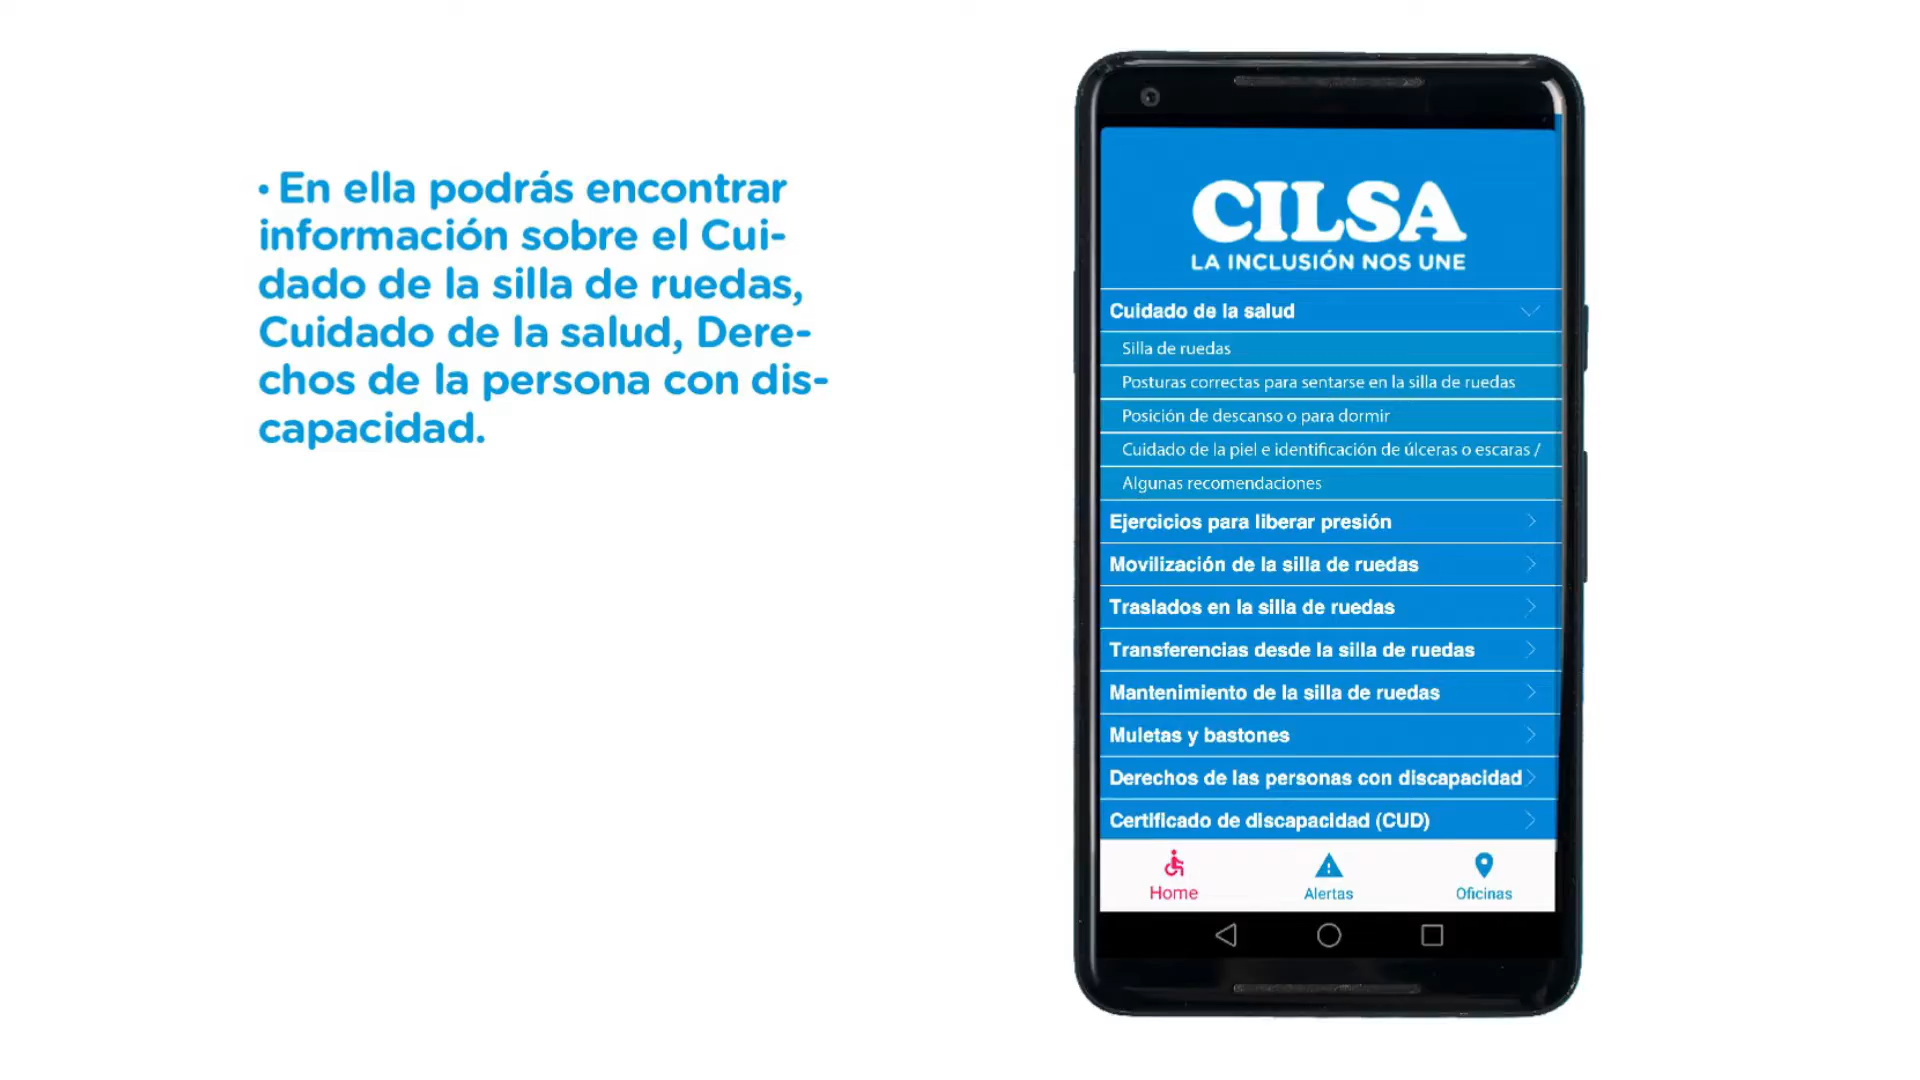 • En ella podrás encontrar
información sobre el Cui-
dado de la silla de ruedas,
Cuidado de la salud, Dere-
chos de la persona con dis-
capacidad.
CILSA
LA INCLUSIÓN NOS UNE
Cuidado de la salud
Silla de ruedas
Posturas correctas para sentarse en la silla de ruedas
Posición de descanso o para dormir
Cuidado de la piel e identificación de úlceras o escaras /
Algunas recomendaciones
Ejercicios para liberar presión
Movilización de la silla de ruedas
Traslados en la silla de ruedas
Transferencias desde la silla de ruedas
Mantenimiento de la silla de ruedas
Muletas y bastones
Derechos de las personas con discapacidad
Certificado de discapacidad (CUD)
Home
Alertas
Oficinas